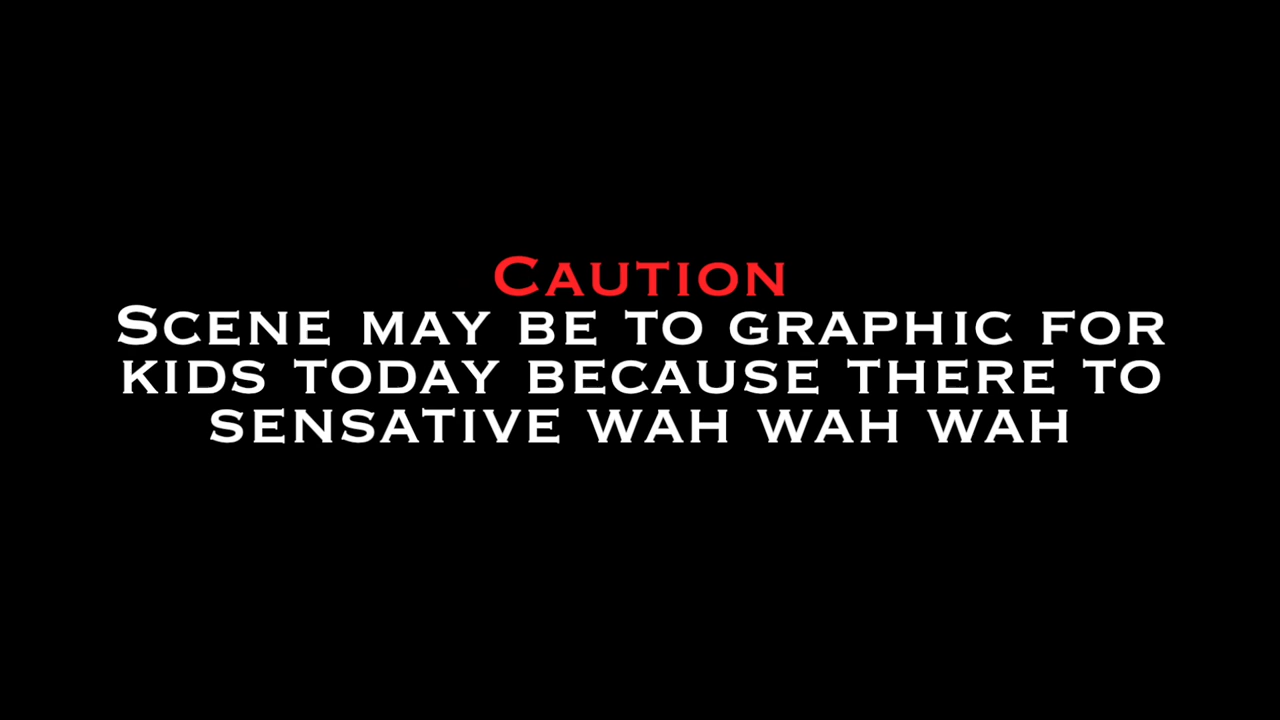 Caution
Scene may be to graphic for
kids today because there to
sensative wah wah wah